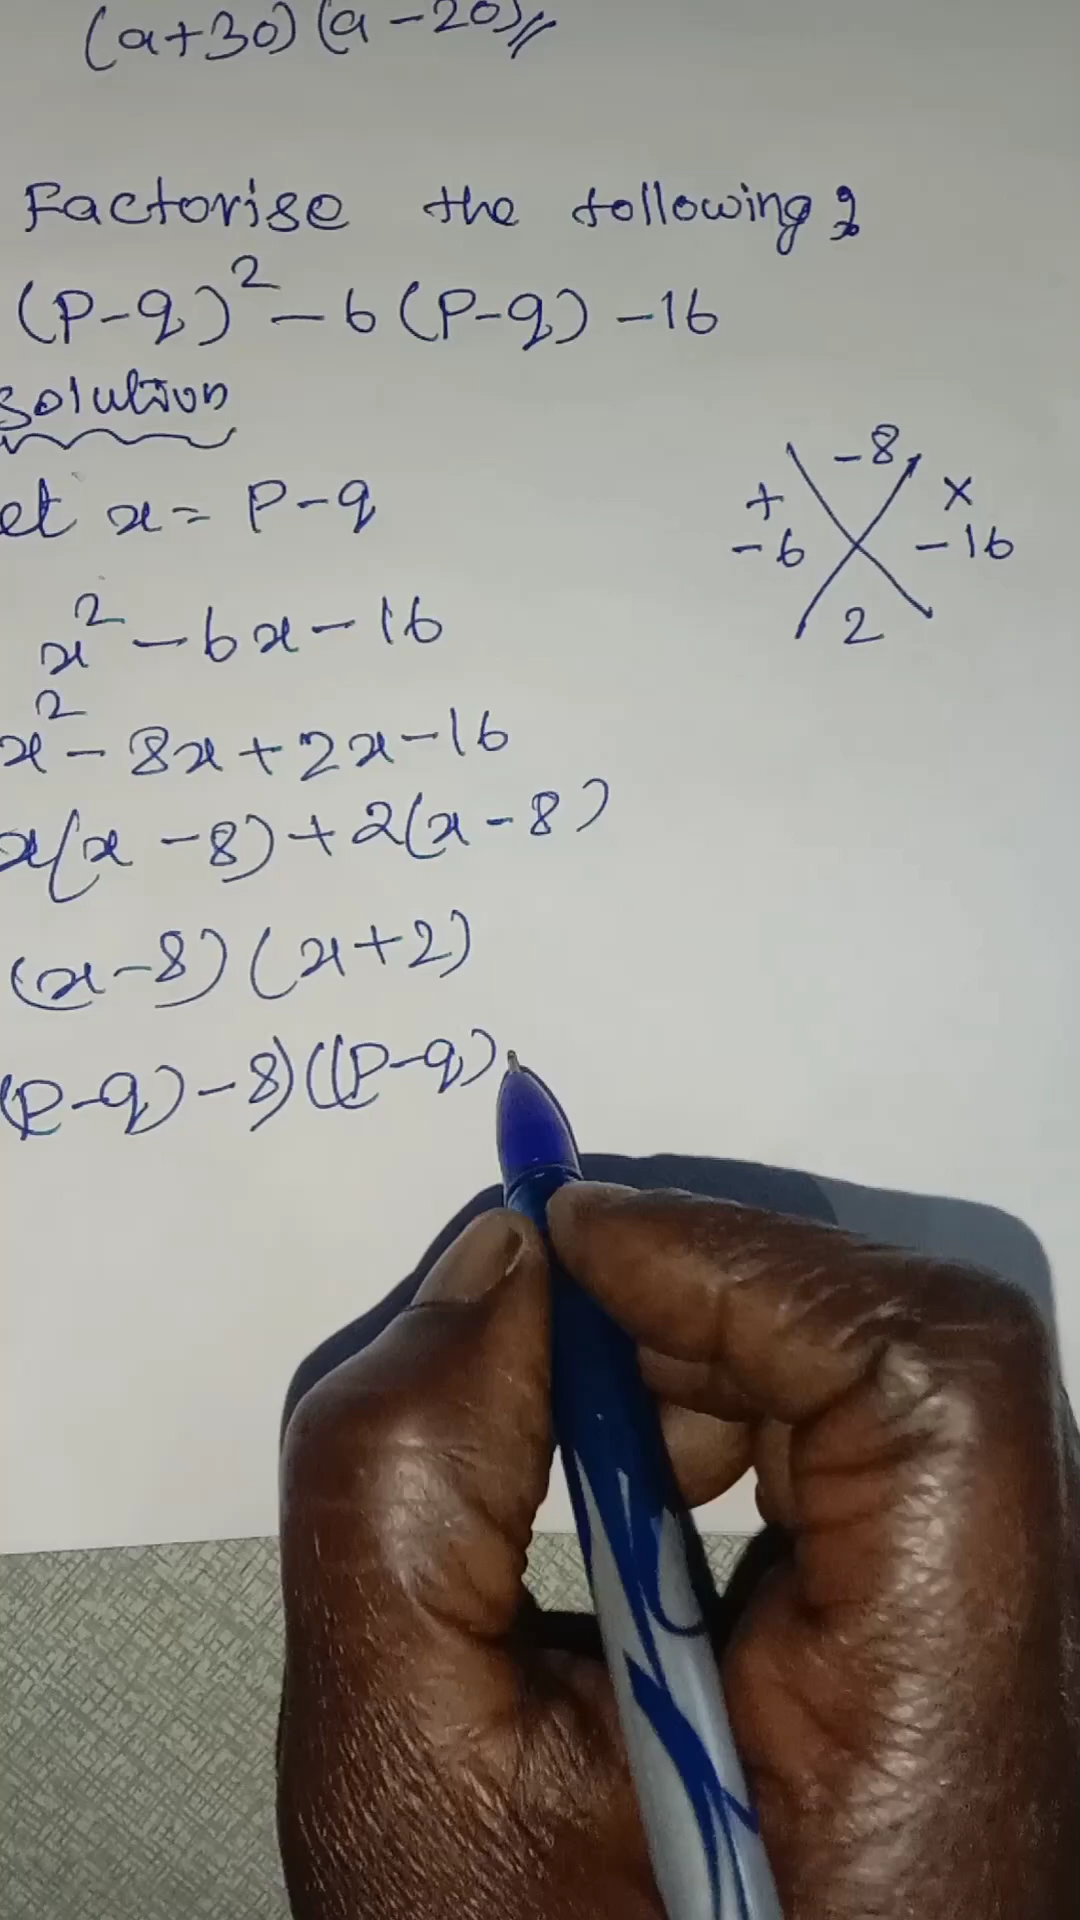 (a+30)(a-20)//
Factorise the following:
(P-q)² - 6(P-q) - 16
Solution
et x = P-q
x² - 6x - 16
x² - 8x + 2x - 16
x(x - 8) + 2(x - 8)
(x-8)(x+2)
(P-q) - 8)((P-q)
-8
+ ×
-6 -16
2